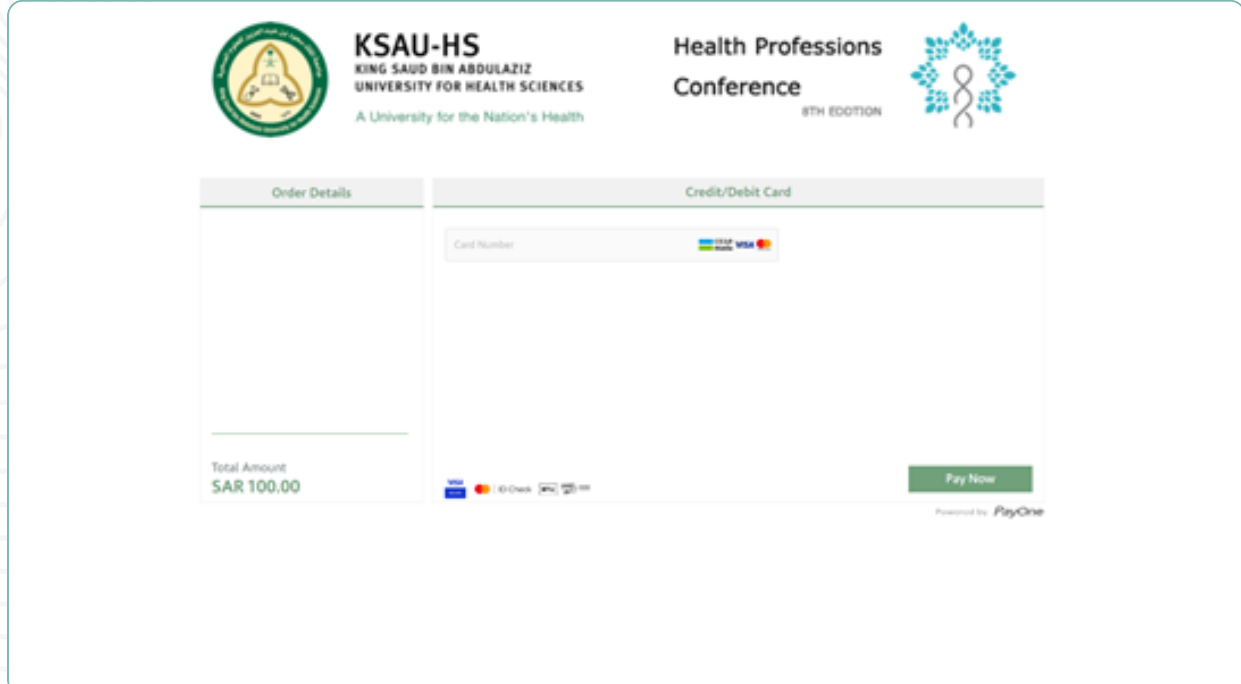 KSAU-HS
KING SAUD BIN ABDULAZIZ
UNIVERSITY FOR HEALTH SCIENCES
A University for the Nation's Health
Health Professions
Conference
8TH EDOTION
Order Details
Credit/Debit Card
Card Number
VISA
Total Amount
SAR 100.00
VISA
ID Check
Pay Now
Powered by PayOne